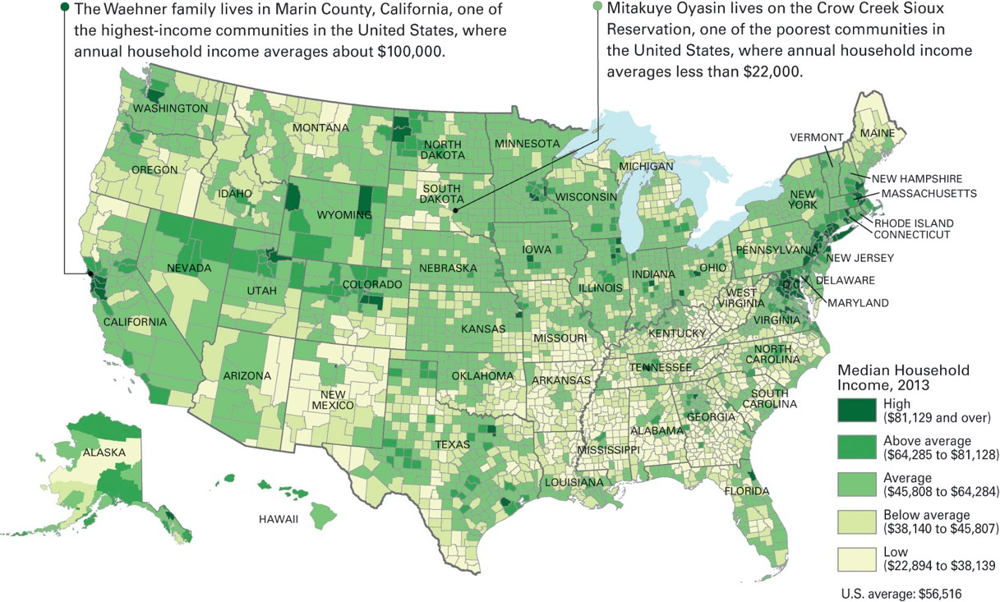 The Waehner family lives in Marin County, California, one of
the highest-income communities in the United States, where
annual household income averages about $100,000.
Mitakuye Oyasin lives on the Crow Creek Sioux
Reservation, one of the poorest communities in
the United States, where annual household income
averages less than $22,000.
WASHINGTON
MONTANA
NORTH
DAKOTA
MINNESOTA
VERMONT
MAINE
OREGON
IDAHO
SOUTH
DAKOTA
WISCONSIN
MICHIGAN
NEW HAMPSHIRE
MASSACHUSETTS
NEW
YORK
WYOMING
RHODE ISLAND
CONNECTICUT
IOWA
PENNSYLVANIA
NEW JERSEY
NEVADA
NEBRASKA
INDIANA
OHIO
DELAWARE
UTAH
COLORADO
ILLINOIS
D.C.
WEST
VIRGINIA
MARYLAND
CALIFORNIA
KANSAS
MISSOURI
KENTUCKY
VIRGINIA
NORTH
CAROLINA
TENNESSEE
ARIZONA
OKLAHOMA
ARKANSAS
NEW
MEXICO
SOUTH
CAROLINA
GEORGIA
ALABAMA
TEXAS
MISSISSIPPI
ALASKA
LOUISIANA
FLORIDA
HAWAII
Median Household
Income, 2013
High
($81,129 and over)
Above average
($64,285 to $81,128)
Average
($45,808 to $64,284)
Below average
($38,140 to $45,807)
Low
($22,894 to $38,139
U.S. average: $56,516